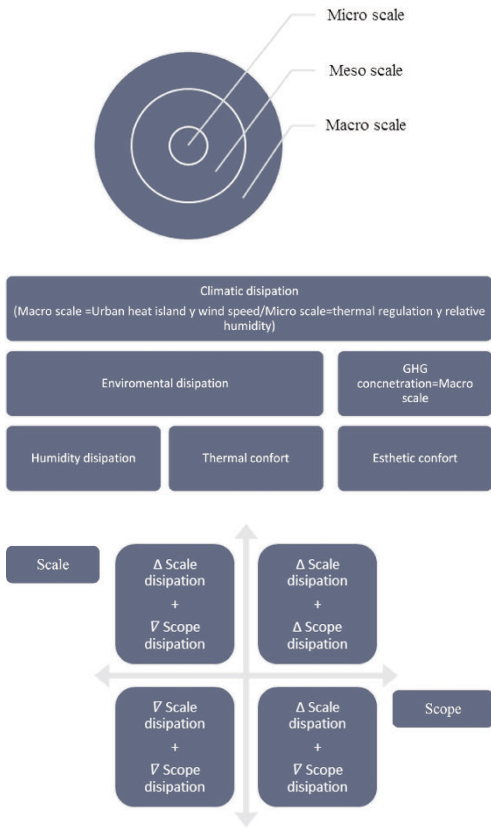 Micro scale
Meso scale
Macro scale
Climatic disipation
(Macro scale =Urban heat island y wind speed/Micro scale=thermal regulation y relative
humidity)
Enviromental disipation
GHG
concnetration=Macro
scale
Humidity disipation
Thermal confort
Esthetic confort
Scale
Δ Scale
disipation
+
∇ Scope
disipation
Δ Scale
disipation
+
Δ Scope
disipation
∇ Scale
disipation
+
∇ Scope
disipation
Δ Scale
dispation
+
∇ Scope
disipation
Scope